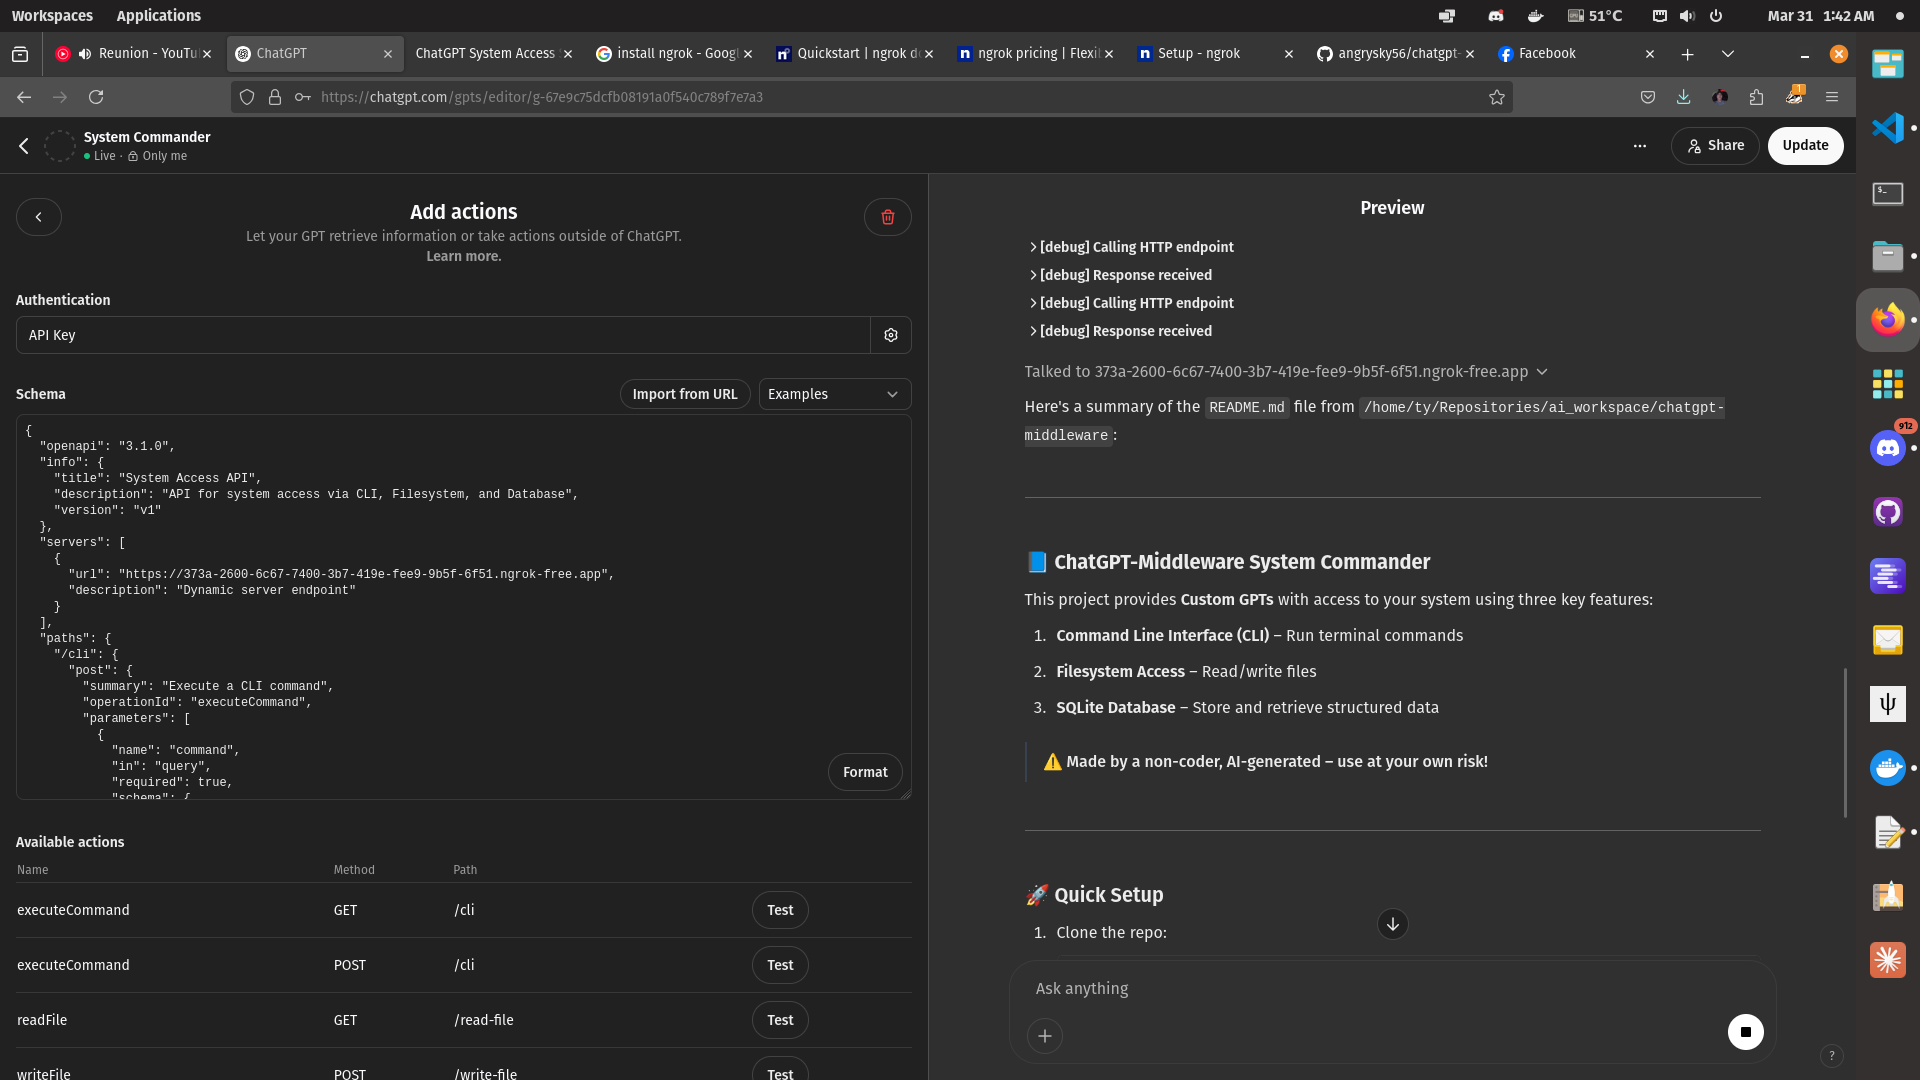 Workspaces Applications 51°C Mar 31 1:42 AM
Reunion - YouTu ChatGPT ChatGPT System Access install ngrok - Googl Quickstart | ngrok d ngrok pricing | Flexi Setup - ngrok angrysky56/chatgpt- Facebook
https://chatgpt.com/gpts/editor/g-67e9c75dcfb08191a0f540c789f7e7a3
1
System Commander
Live · Only me
Share
Update
Add actions
Let your GPT retrieve information or take actions outside of ChatGPT.
Learn more.
Authentication
API Key
Schema
Import from URL
Examples
{
"openapi": "3.1.0",
"info": {
"title": "System Access API",
"description": "API for system access via CLI, Filesystem, and Database",
"version": "v1"
},
"servers": [
{
"url": "https://373a-2600-6c67-7400-3b7-419e-fee9-9b5f-6f51.ngrok-free.app",
"description": "Dynamic server endpoint"
}
],
"paths": {
"/cli": {
"post": {
"summary": "Execute a CLI command",
"operationId": "executeCommand",
"parameters": [
{
"name": "command",
"in": "query",
"required": true,
"schema": {
Format
Available actions
Name Method Path
executeCommand GET /cli Test
executeCommand POST /cli Test
readFile GET /read-file Test
writeFile POST /write-file Test
Preview
[debug] Calling HTTP endpoint
[debug] Response received
[debug] Calling HTTP endpoint
[debug] Response received
Talked to 373a-2600-6c67-7400-3b7-419e-fee9-9b5f-6f51.ngrok-free.app
Here's a summary of the README.md file from /home/ty/Repositories/ai_workspace/chatgpt-
middleware :
📘 ChatGPT-Middleware System Commander
This project provides Custom GPTs with access to your system using three key features:
1. Command Line Interface (CLI) – Run terminal commands
2. Filesystem Access – Read/write files
3. SQLite Database – Store and retrieve structured data
⚠️ Made by a non-coder, AI-generated – use at your own risk!
🚀 Quick Setup
1. Clone the repo:
Ask anything
?
912
ψ